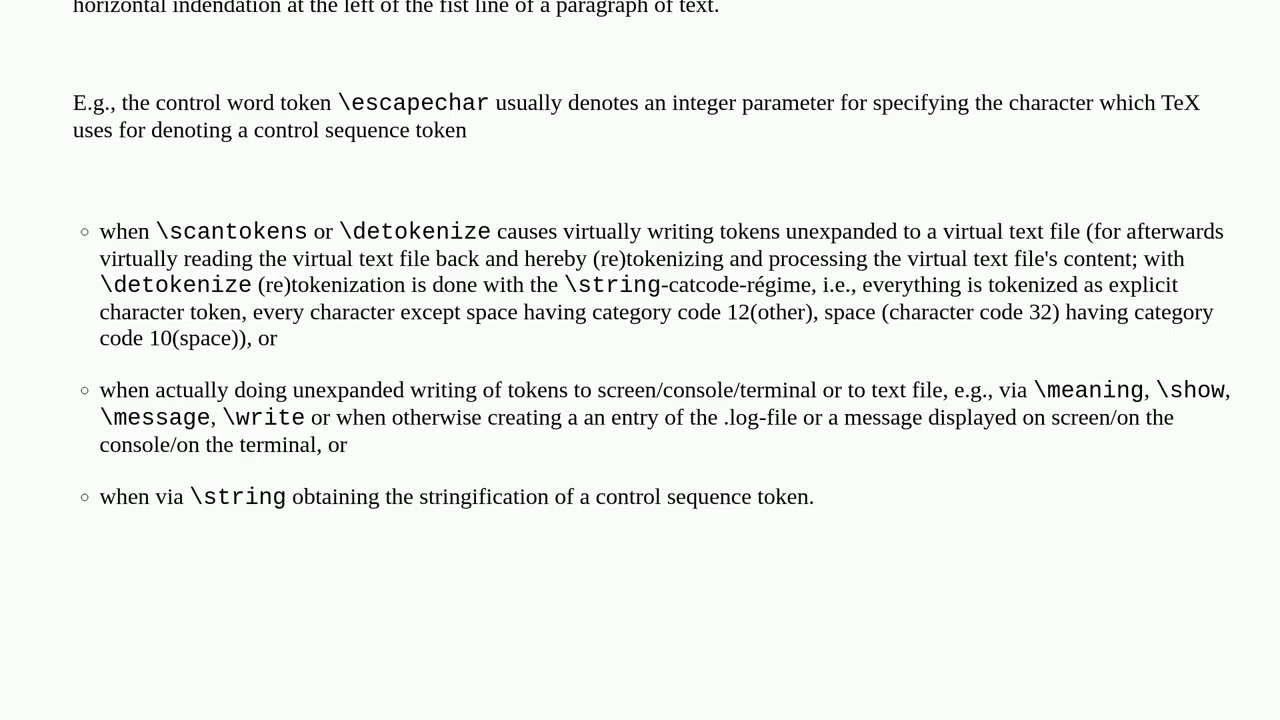 horizontal indendation at the left of the fist line of a paragraph of text.
E.g., the control word token \escapechar usually denotes an integer parameter for specifying the character which TeX
uses for denoting a control sequence token
when \scantokens or \detokenize causes virtually writing tokens unexpanded to a virtual text file (for afterwards
virtually reading the virtual text file back and hereby (re)tokenizing and processing the virtual text file's content; with
\detokenize (re)tokenization is done with the \string-catcode-régime, i.e., everything is tokenized as explicit
character token, every character except space having category code 12(other), space (character code 32) having category
code 10(space)), or
when actually doing unexpanded writing of tokens to screen/console/terminal or to text file, e.g., via \meaning, \show,
\message, \write or when otherwise creating a an entry of the .log-file or a message displayed on screen/on the
console/on the terminal, or
when via \string obtaining the stringification of a control sequence token.